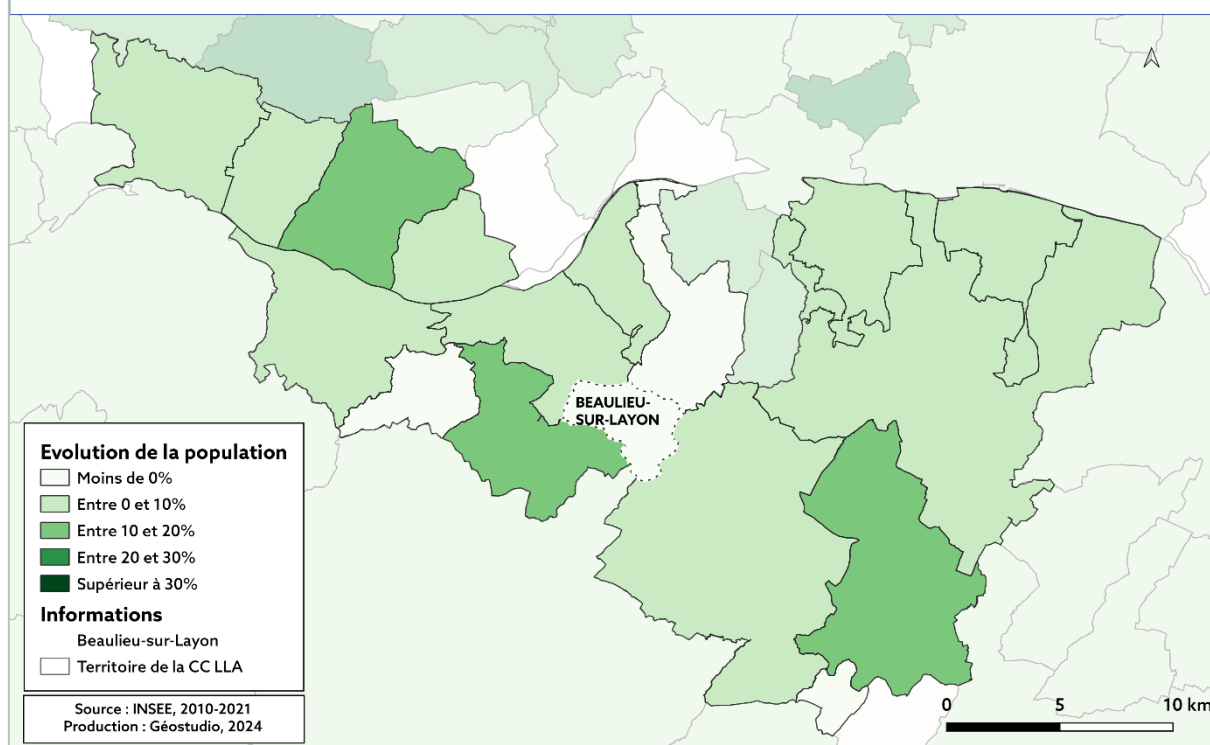 BEAULIEU-
SUR-LAYON
Evolution de la population
Moins de 0%
Entre 0 et 10%
Entre 10 et 20%
Entre 20 et 30%
Supérieur à 30%
Informations
Beaulieu-sur-Layon
Territoire de la CC LLA
Source : INSEE, 2010-2021
Production : Géostudio, 2024
0 5 10 km